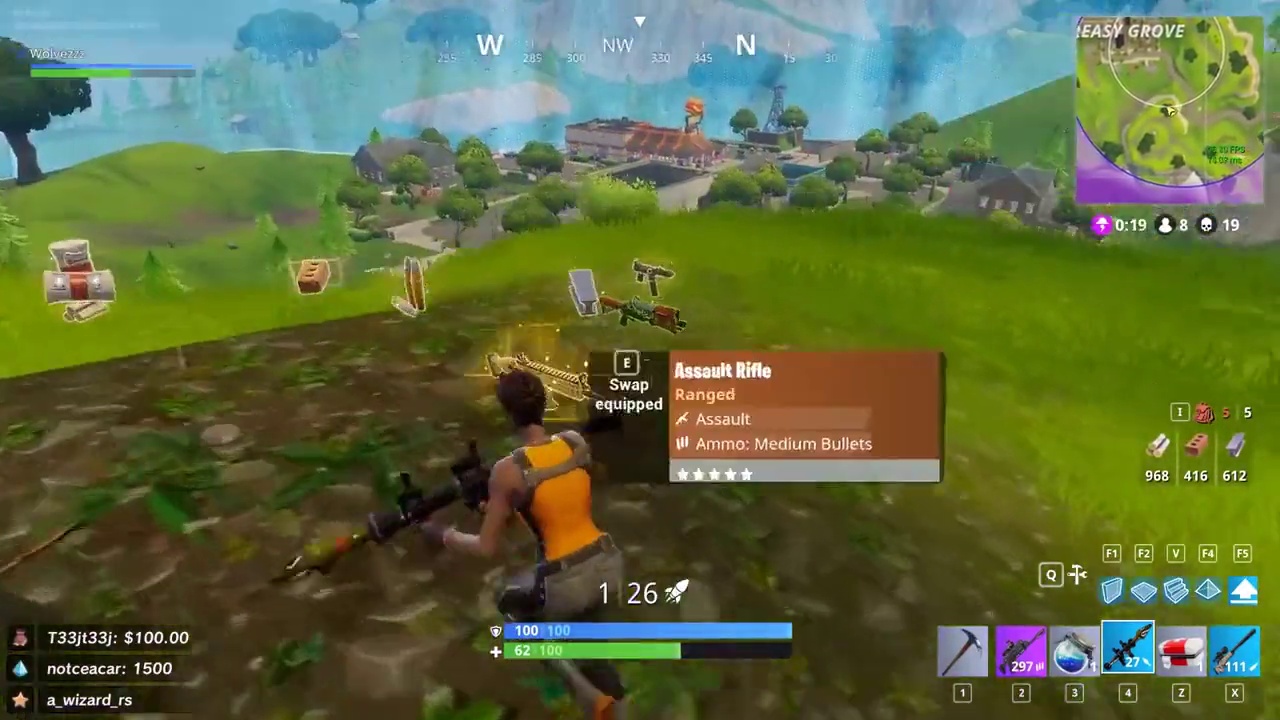 Wolvezzz
W NW N
255 285 300 330 345 15 30
EASY GROVE
0:19 8 19
E
Swap
equipped
Assault Rifle
Ranged
Assault
Ammo: Medium Bullets
I 5 5
968 416 612
F1 F2 V F4 F5
Q
1 26
100 100
62 100
T33jt33j: $100.00
notceacar: 1500
a_wizard_rs
297 1 27 1 111
1 2 3 4 Z X